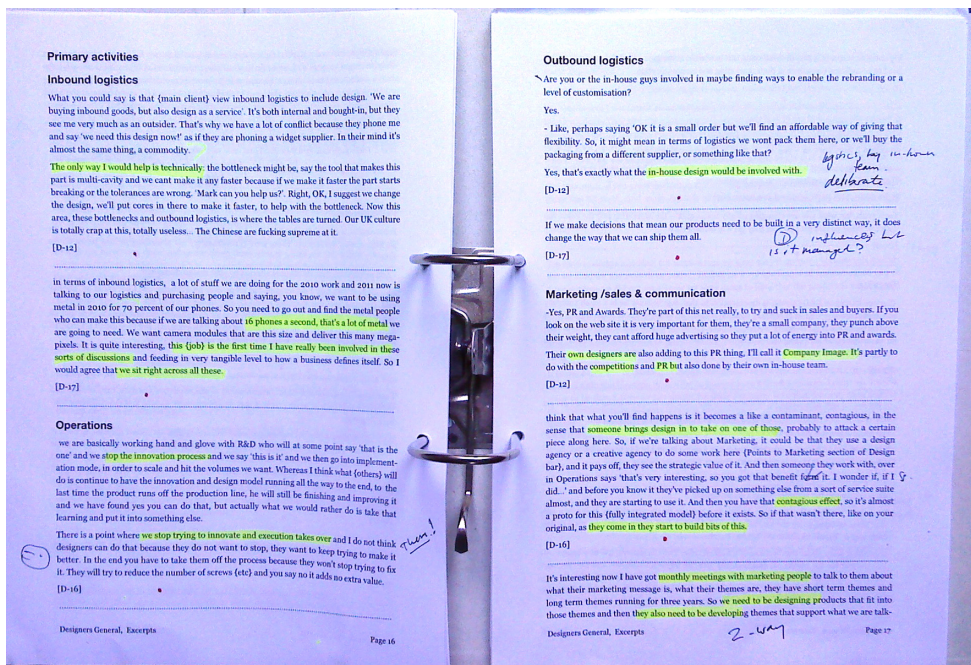 Primary activities
Inbound logistics
What you could say is that {main client} view inbound logistics to include design. 'We are
buying inbound goods, but also design as a service'. It's both internal and bought-in, but they
see me very much as an outsider. That's why we have a lot of conflict because they phone me
and say 'we need this design now!' as if they are phoning a widget supplier. In their mind it's
almost the same thing, a commodity.
The only way I would help is technically: the bottleneck might be, say the tool that makes this
part is multi-cavity and we cant make it any faster because if we make it faster the part starts
breaking or the tolerances are wrong. 'Mark can you help us?'. Right, OK, I suggest we change
the design, we'll put cores in there to make it faster, to help with the bottleneck. Now this
area, these bottlenecks and outbound logistics, is where the tables are turned. Our UK culture
is totally crap at this, totally useless... The Chinese are fucking supreme at it.
[D-12]
in terms of inbound logistics, a lot of stuff we are doing for the 2010 work and 2011 now is
talking to our logistics and purchasing people and saying, you know, we want to be using
metal in 2010 for 70 percent of our phones. So you need to go out and find the metal people
who can make this because if we are talking about 16 phones a second, that's a lot of metal we
are going to need. We want camera modules that are this size and deliver this many mega-
pixels. It is quite interesting, this {job} is the first time I have really been involved in these
sorts of discussions and feeding in very tangible level to how a business defines itself. So I
would agree that we sit right across all these.
[D-17]
Operations
we are basically working hand and glove with R&D who will at some point say 'that is the
one' and we stop the innovation process and we say 'this is it' and we then go into implement-
ation mode, in order to scale and hit the volumes we want. Whereas I think what {others} will
do is continue to have the innovation and design model running all the way to the end, to the
last time the product runs off the production line, he will still be finishing and improving it
and we have found yes you can do that, but actually what we would rather do is take that
learning and put it into something else.
There is a point where we stop trying to innovate and execution takes over and I do not think
designers can do that because they do not want to stop, they want to keep trying to make it
better. In the end you have to take them off the process because they won't stop trying to fix
it. They will try to reduce the number of screws {etc} and you say no it adds no extra value.
[D-16]
Them!
Designers General, Excerpts
Page 16
Outbound logistics
Are you or the in-house guys involved in maybe finding ways to enable the rebranding or a
level of customisation?
Yes.
- Like, perhaps saying 'OK it is a small order but we'll find an affordable way of giving that
flexibility. So, it might mean in terms of logistics we wont pack them here, or we'll buy the
packaging from a different supplier, or something like that?
Yes, that's exactly what the in-house design would be involved with.
[D-12]
logistics, by in-house
team.
deliberate
If we make decisions that mean our products need to be built in a very distinct way, it does
change the way that we can ship them all.
[D-17]
D influences but
is it managed?
Marketing /sales & communication
-Yes, PR and Awards. They're part of this net really, to try and suck in sales and buyers. If you
look on the web site it is very important for them, they're a small company, they punch above
their weight, they cant afford huge advertising so they put a lot of energy into PR and awards.
Their own designers are also adding to this PR thing, I'll call it Company Image. It's partly to
do with the competitions and PR but also done by their own in-house team.
[D-12]
think that what you'll find happens is it becomes a like a contaminant, contagious, in the
sense that someone brings design in to take on one of those, probably to attack a certain
piece along here. So, if we're talking about Marketing, it could be that they use a design
agency or a creative agency to do some work here {Points to Marketing section of Design
bar}, and it pays off, they see the strategic value of it. And then someone they work with, over
in Operations says 'that's very interesting, so you got that benefit it. I wonder if, if I
did...' and before you know it they've picked up on something else from a sort of service suite
almost, and they are starting to use it. And then you have that contagious effect, so it's almost
a proto for this {fully integrated model} before it exists. So if that wasn't there, like on your
original, as they come in they start to build bits of this.
[D-16]
It's interesting now I have got monthly meetings with marketing people to talk to them about
what their marketing message is, what their themes are, they have short term themes and
long term themes running for three years. So we need to be designing products that fit into
those themes and then they also need to be developing themes that support what we are talk-
2-way
Designers General, Excerpts
Page 17